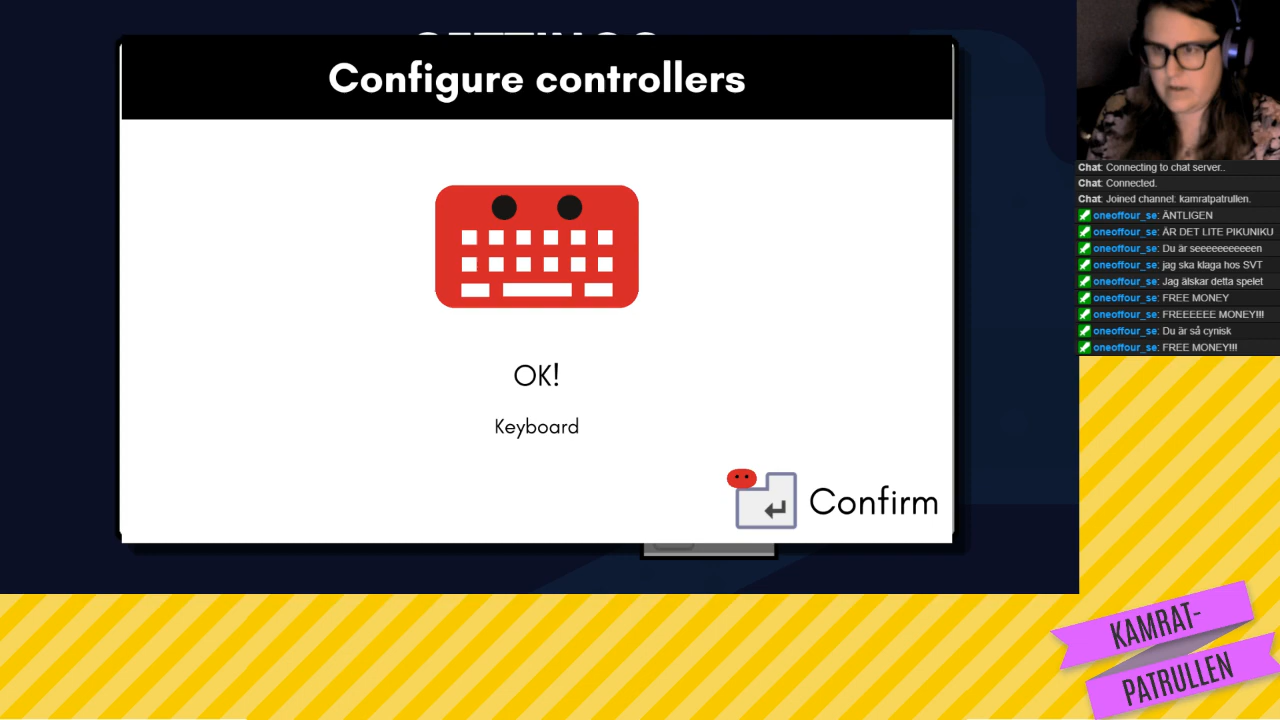 SETTINGS
Configure controllers
OK!
Keyboard
Confirm
Chat: Connecting to chat server..
Chat: Connected.
Chat: Joined channel: kamratpatrullen.
oneoffour_se: ÄNTLIGEN
oneoffour_se: ÄR DET LITE PIKUNIKU
oneoffour_se: Du är seeeeeeeeeen
oneoffour_se: jag ska klaga hos SVT
oneoffour_se: Jag älskar detta spelet
oneoffour_se: FREE MONEY
oneoffour_se: FREEEEEE MONEY!!!
oneoffour_se: Du är så cynisk
oneoffour_se: FREE MONEY!!!
KAMRAT-
PATRULLEN